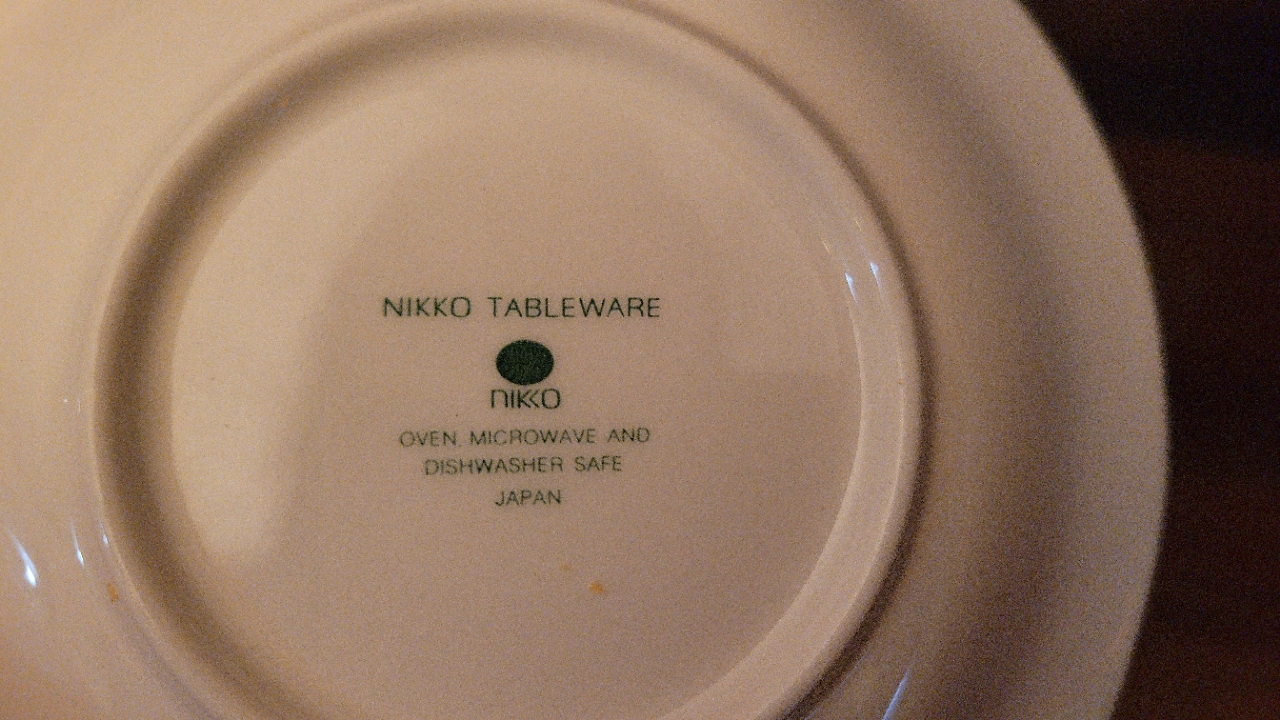 NIKKO TABLEWARE
nikko
OVEN, MICROWAVE AND
DISHWASHER SAFE
JAPAN